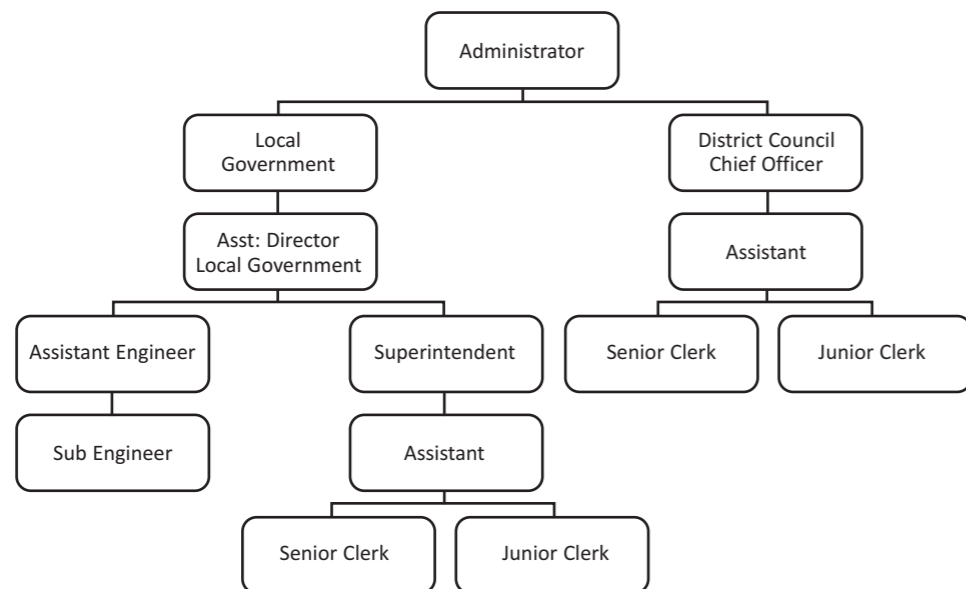 Administrator
Local
Government
District Council
Chief Officer
Asst: Director
Local Government
Assistant
Assistant Engineer
Superintendent
Senior Clerk
Junior Clerk
Sub Engineer
Assistant
Senior Clerk
Junior Clerk